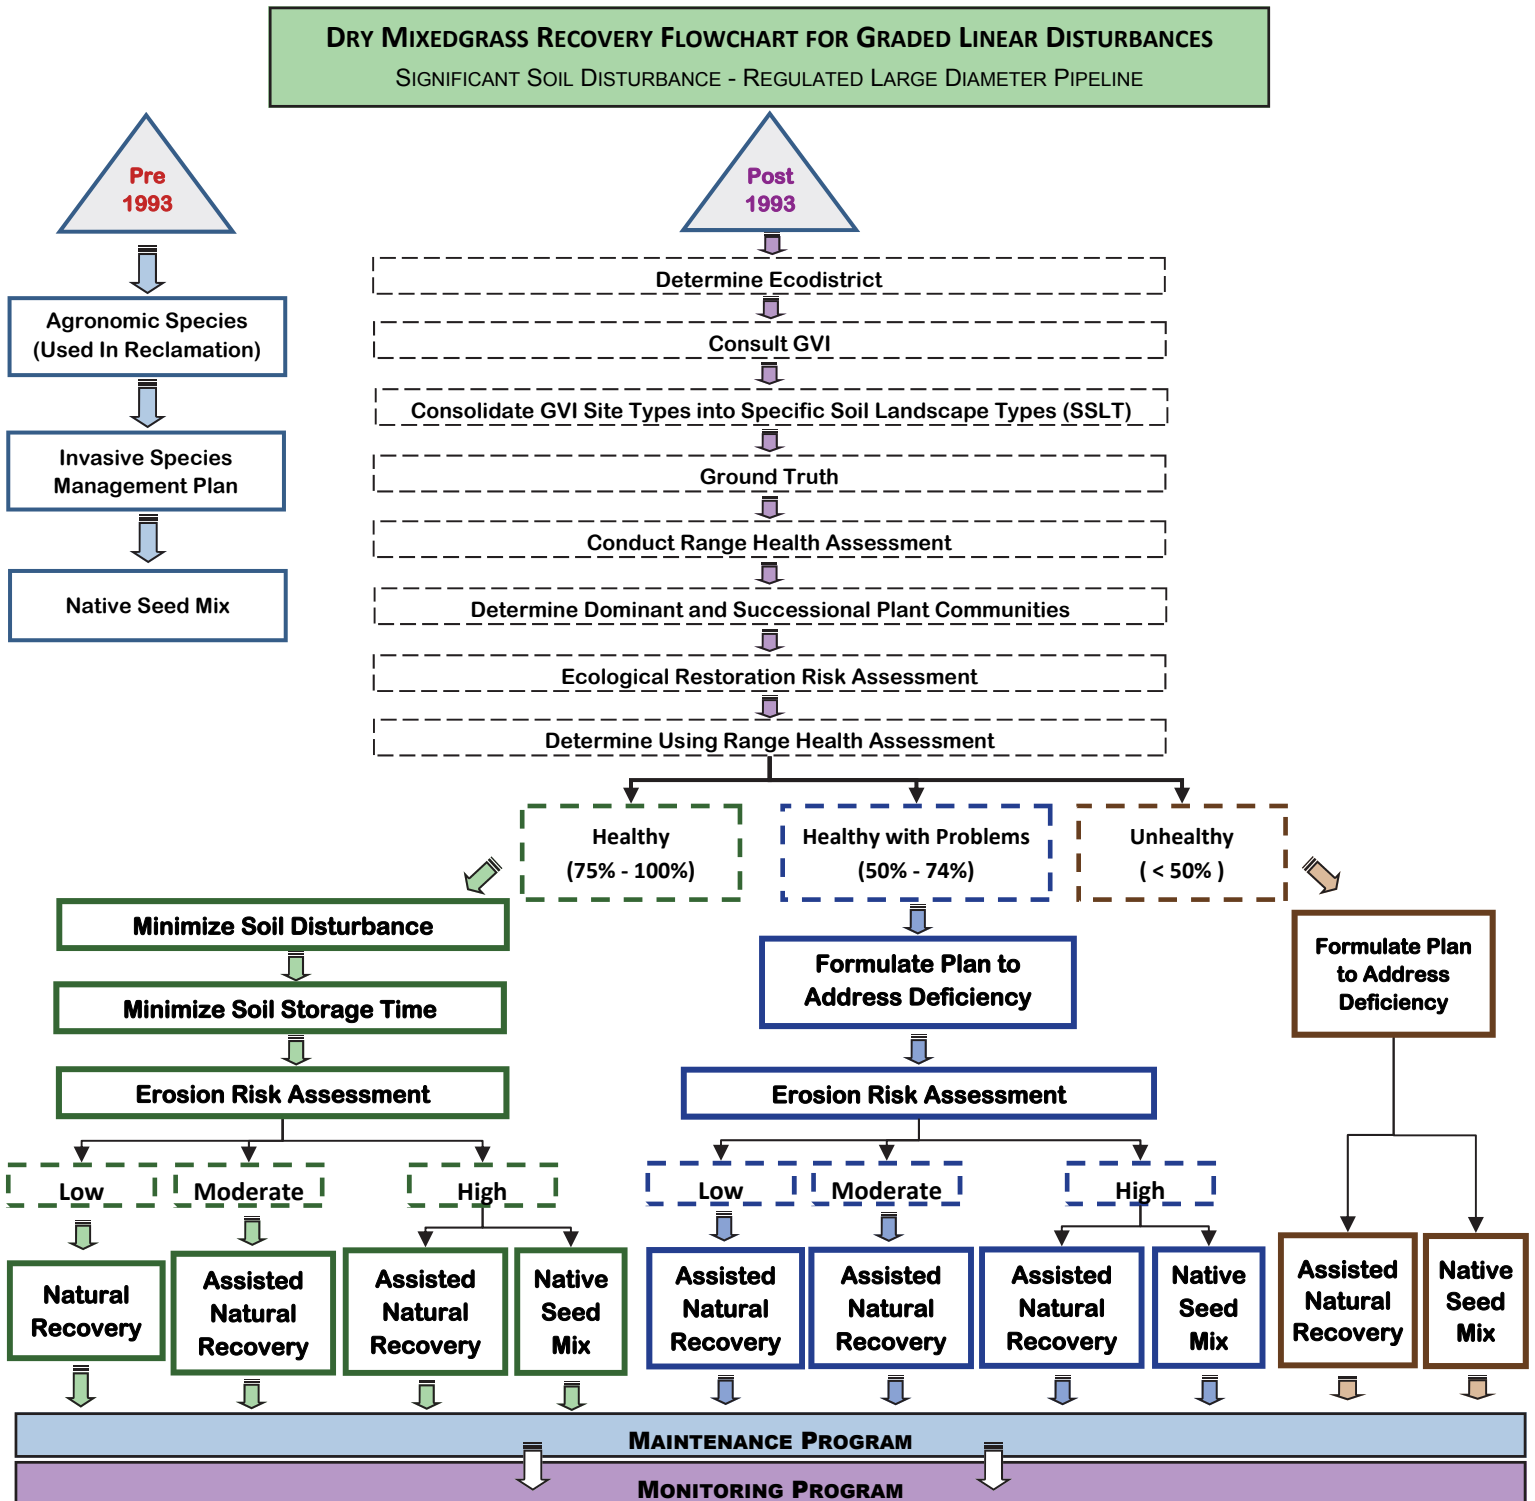 DRY MIXEDGRASS RECOVERY FLOWCHART FOR GRADED LINEAR DISTURBANCES
SIGNIFICANT SOIL DISTURBANCE - REGULATED LARGE DIAMETER PIPELINE
Pre
1993
Post
1993
Agronomic Species
(Used In Reclamation)
Invasive Species
Management Plan
Native Seed Mix
Determine Ecodistrict
Consult GVI
Consolidate GVI Site Types into Specific Soil Landscape Types (SSLT)
Ground Truth
Conduct Range Health Assessment
Determine Dominant and Successional Plant Communities
Ecological Restoration Risk Assessment
Determine Using Range Health Assessment
Healthy
(75% - 100%)
Healthy with Problems
(50% - 74%)
Unhealthy
( < 50% )
Minimize Soil Disturbance
Minimize Soil Storage Time
Erosion Risk Assessment
Formulate Plan to
Address Deficiency
Erosion Risk Assessment
Formulate Plan
to Address
Deficiency
Low
Moderate
High
Low
Moderate
High
Natural
Recovery
Assisted
Natural
Recovery
Assisted
Natural
Recovery
Native
Seed
Mix
Assisted
Natural
Recovery
Assisted
Natural
Recovery
Assisted
Natural
Recovery
Native
Seed
Mix
Assisted
Natural
Recovery
Native
Seed
Mix
MAINTENANCE PROGRAM
MONITORING PROGRAM